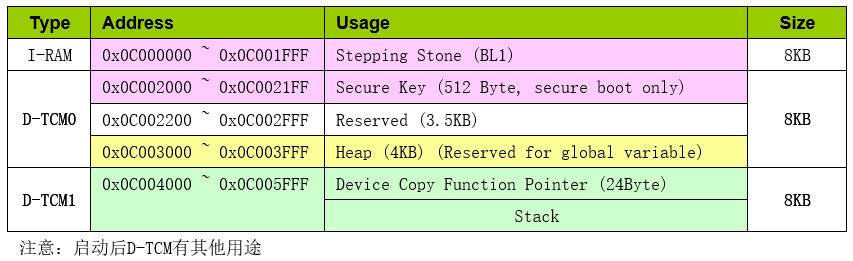 Type Address Usage Size
I-RAM 0x0C000000 ~ 0x0C001FFF Stepping Stone (BL1) 8KB
0x0C002000 ~ 0x0C0021FF Secure Key (512 Byte, secure boot only)
D-TCM0 0x0C002200 ~ 0x0C002FFF Reserved (3.5KB) 8KB
0x0C003000 ~ 0x0C003FFF Heap (4KB) (Reserved for global variable)
D-TCM1 0x0C004000 ~ 0x0C005FFF Device Copy Function Pointer (24Byte) 8KB
Stack
注意：启动后D-TCM有其他用途